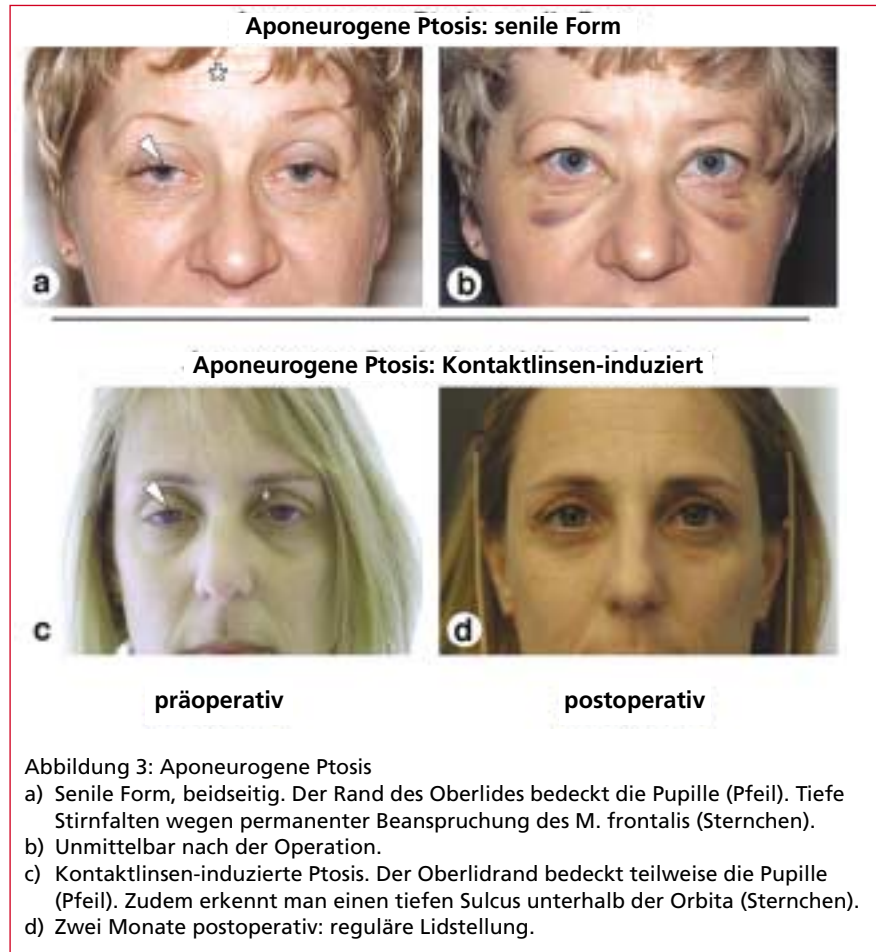 Aponeurogene Ptosis: senile Form
a
b
Aponeurogene Ptosis: Kontaktlinsen-induziert
c
d
präoperativ
postoperativ
Abbildung 3: Aponeurogene Ptosis
a) Senile Form, beidseitig. Der Rand des Oberlides bedeckt die Pupille (Pfeil). Tiefe
Stirnfalten wegen permanenter Beanspruchung des M. frontalis (Sternchen).
b) Unmittelbar nach der Operation.
c) Kontaktlinsen-induzierte Ptosis. Der Oberlidrand bedeckt teilweise die Pupille
(Pfeil). Zudem erkennt man einen tiefen Sulcus unterhalb der Orbita (Sternchen).
d) Zwei Monate postoperativ: reguläre Lidstellung.